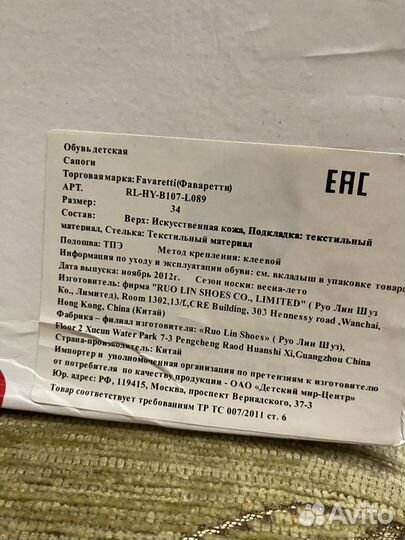 Обувь детская
Сапоги
Торговая марка: Favaretti(Фаваретти)
АРТ. RL-HY-B107-L089
Размер: 34
Состав: Верх: Искусственная кожа, Подкладка: текстильный
материал, Стелька: Текстильный материал
Подошва: ТПЭ Метод крепления: клеевой
Информация по уходу и эксплуатации обуви: см. вкладыш в упаковке товара
Дата выпуска: ноябрь 2012г. Сезон носки: весна-лето
Изготовитель: фирма "RUO LIN SHOES CO., LIMITED" ( Руо Лин Шуз
Ко., Лимитед), Room 1302,13/f.,CRE Building, 303 Hennessy road ,Wanchai,
Hong Kong, China (Китай)
Фабрика – филиал изготовителя: «Ruo Lin Shoes» ( Руо Лин Шуз),
Floor 2 Xucun Water Park 7-3 Pengcheng Raod Huanshi Xi,Guangzhou China
Страна-производитель: Китай
Импортер и уполномоченная организация по претензиям к изготовителю
от потребителя по качеству продукции - ОАО «Детский мир-Центр»
Юр. адрес: РФ, 119415, Москва, проспект Вернадского, 37-3
Товар соответствует требованиям ТР ТС 007/2011 ст. 6
EAC
Avito